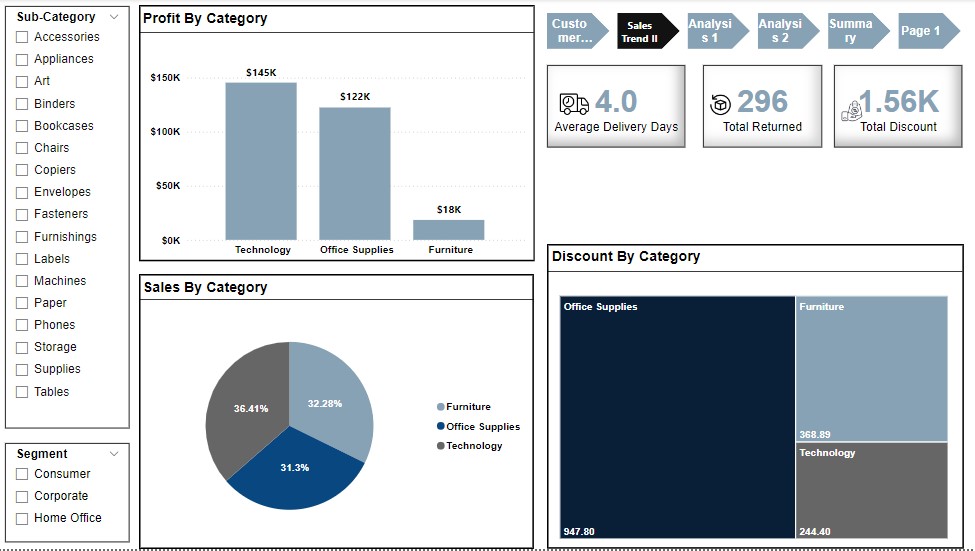 Sub-Category
Accessories
Appliances
Art
Binders
Bookcases
Chairs
Copiers
Envelopes
Fasteners
Furnishings
Labels
Machines
Paper
Phones
Storage
Supplies
Tables
Segment
Consumer
Corporate
Home Office
Profit By Category
$150K
$100K
$50K
$0K
$145K
$122K
$18K
Technology
Office Supplies
Furniture
Sales By Category
36.41%
32.28%
31.3%
Furniture
Office Supplies
Technology
Custo
mer...
Sales
Trend II
Analysi
s 1
Analysi
s 2
Summa
ry
Page 1
4.0
Average Delivery Days
296
Total Returned
1.56K
Total Discount
Discount By Category
Office Supplies
947.80
Furniture
368.89
Technology
244.40